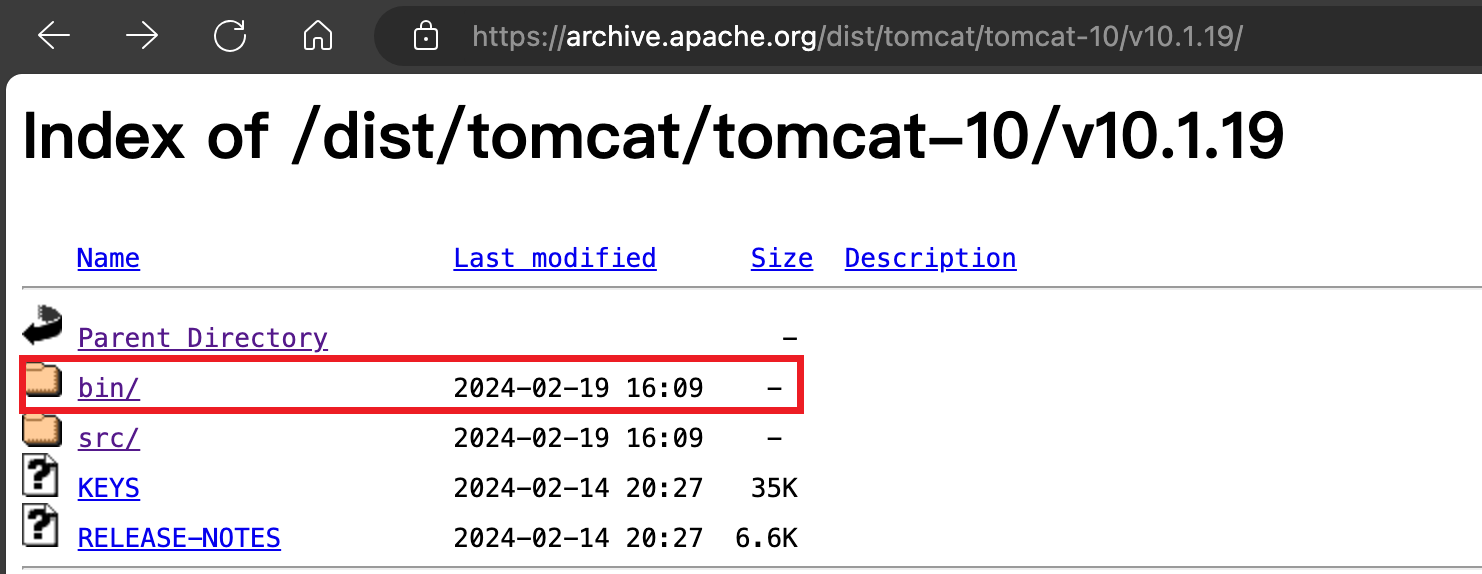 https://archive.apache.org/dist/tomcat/tomcat-10/v10.1.19/
Index of /dist/tomcat/tomcat-10/v10.1.19
Name Last modified Size Description
Parent Directory -
bin/ 2024-02-19 16:09 -
src/ 2024-02-19 16:09 -
KEYS 2024-02-14 20:27 35K
RELEASE-NOTES 2024-02-14 20:27 6.6K